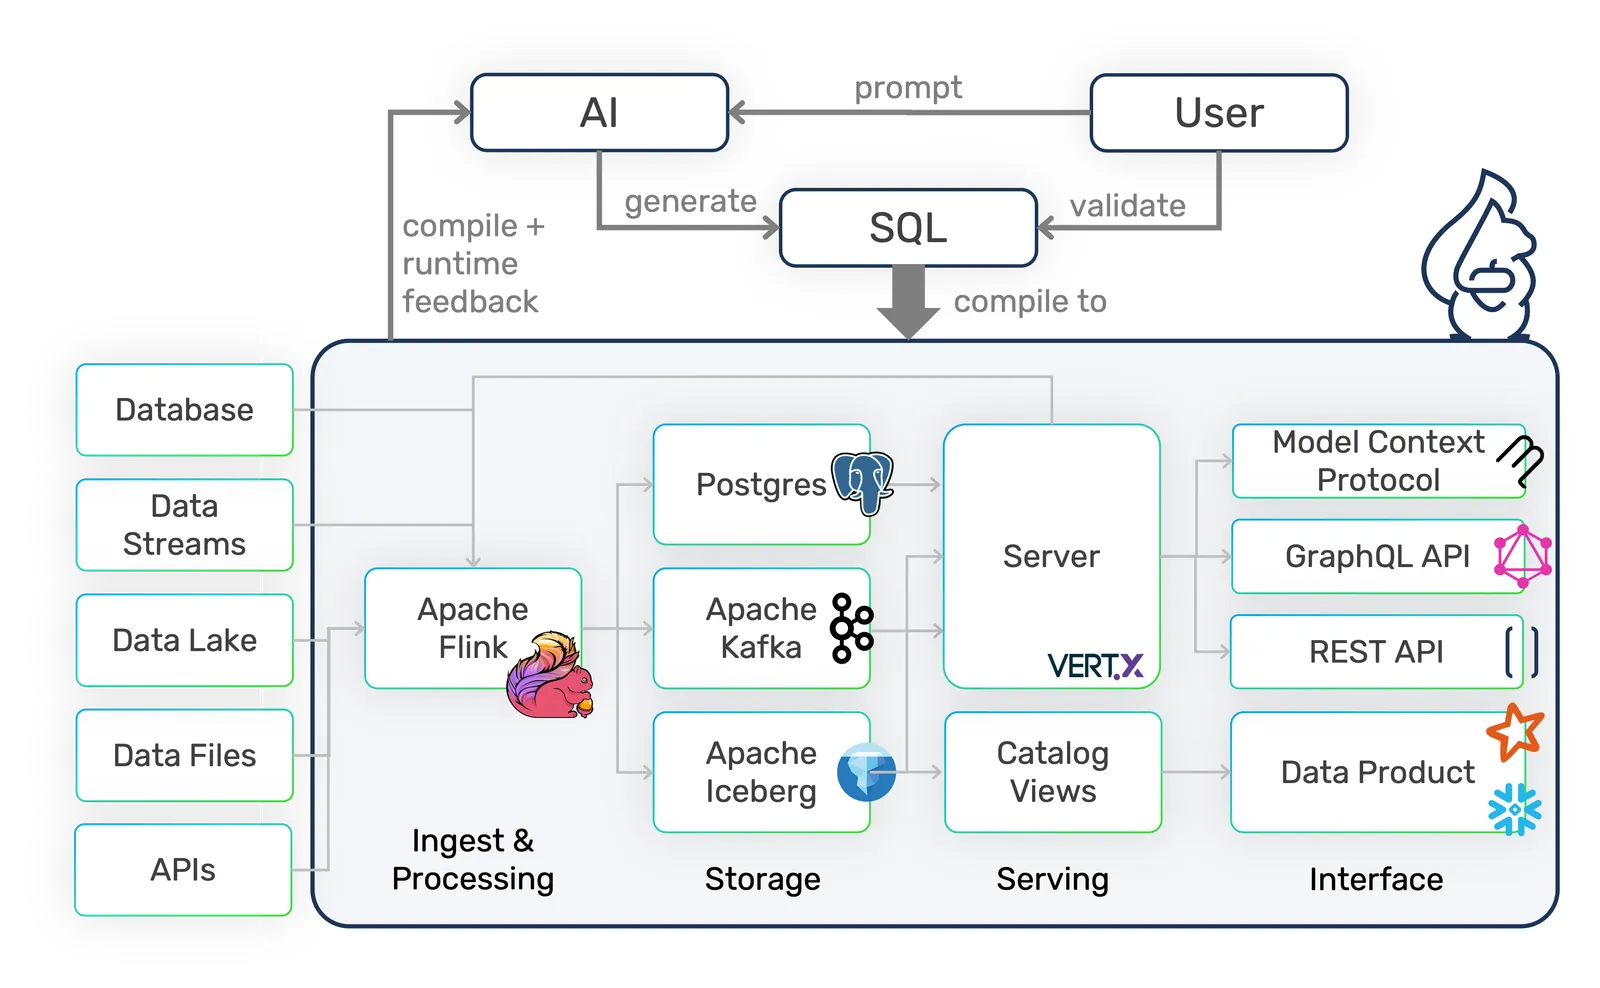 AI
prompt
User
generate
SQL
validate
compile +
runtime
feedback
compile to
Database
Data
Streams
Data Lake
Data Files
APIs
Apache
Flink
Ingest &
Processing
Postgres
Apache
Kafka
Apache
Iceberg
Storage
Server
VERT.X
Catalog
Views
Serving
Model Context
Protocol
GraphQL API
REST API
Data Product
Interface